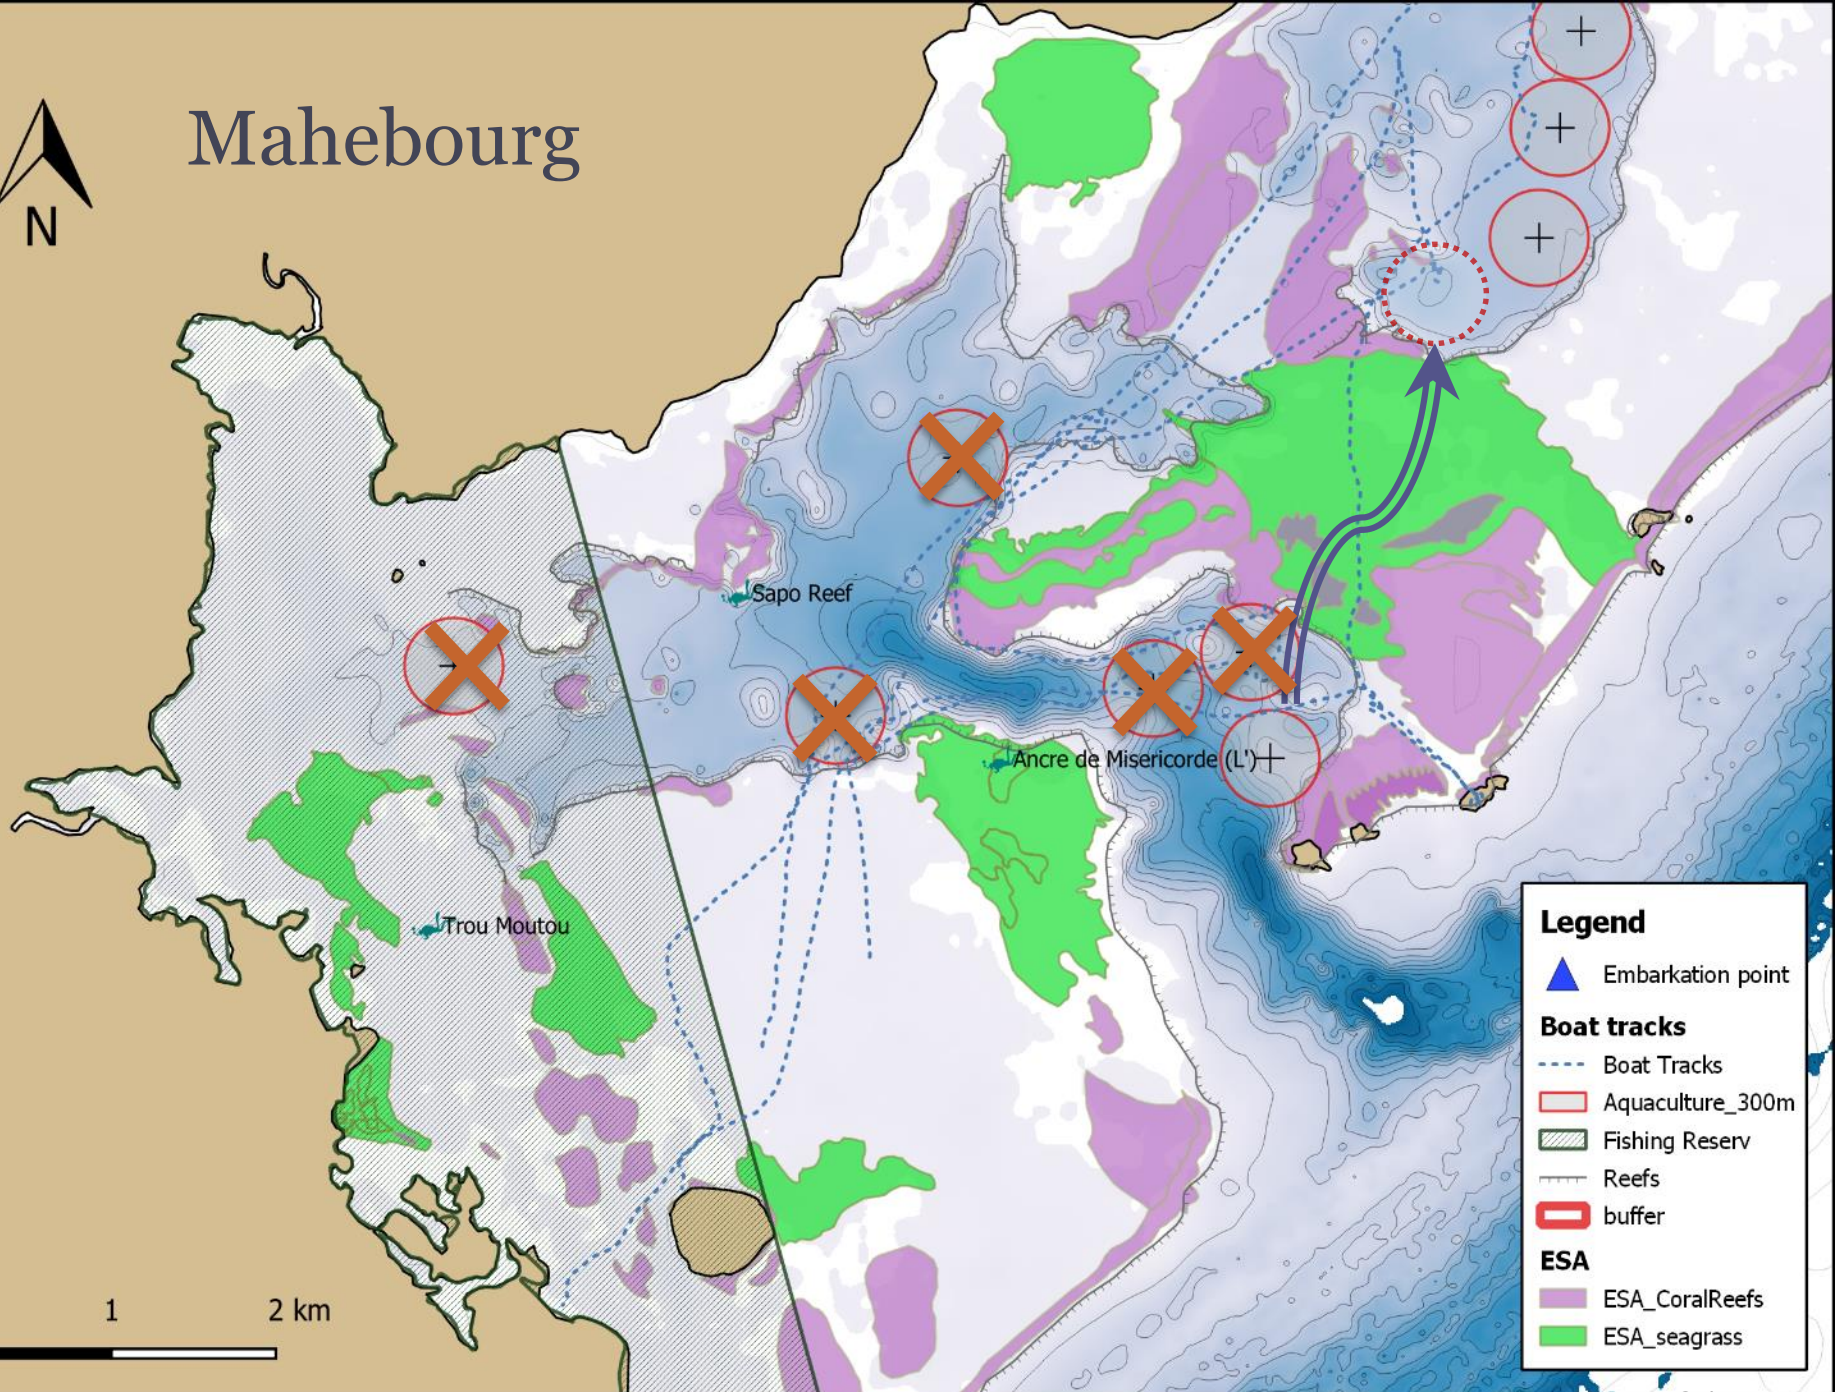 Mahebourg
N
Sapo Reef
Ancre de Misericorde (L')
Trou Moutou
1 2 km
Legend
Embarkation point
Boat tracks
Boat Tracks
Aquaculture_300m
Fishing Reserv
Reefs
buffer
ESA
ESA_CoralReefs
ESA_seagrass